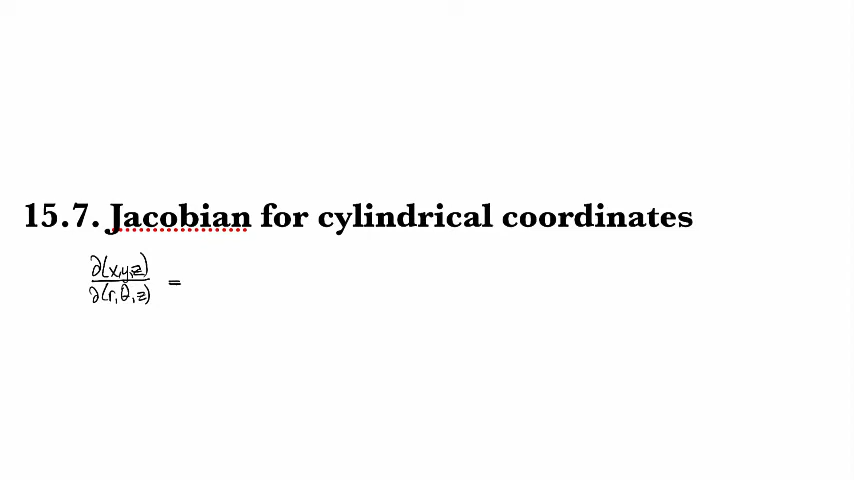 15.7. Jacobian for cylindrical coordinates
∂(x,y,z)
∂(r,θ,z) =